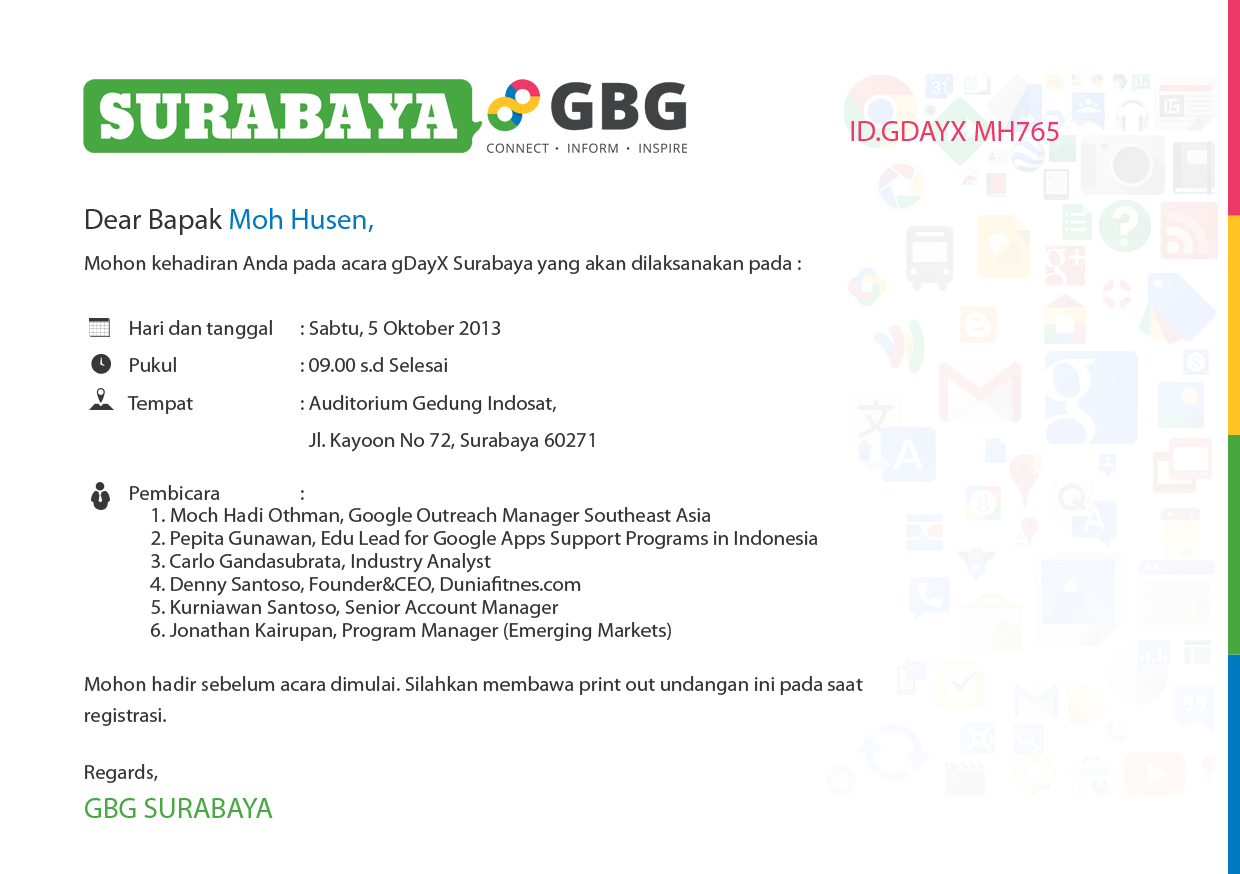 SURABAYA GBG
CONNECT • INFORM • INSPIRE
ID.GDAYX MH765
Dear Bapak Moh Husen,
Mohon kehadiran Anda pada acara gDayX Surabaya yang akan dilaksanakan pada :
Hari dan tanggal : Sabtu, 5 Oktober 2013
Pukul : 09.00 s.d Selesai
Tempat : Auditorium Gedung Indosat,
Jl. Kayoon No 72, Surabaya 60271
Pembicara :
1. Moch Hadi Othman, Google Outreach Manager Southeast Asia
2. Pepita Gunawan, Edu Lead for Google Apps Support Programs in Indonesia
3. Carlo Gandasubrata, Industry Analyst
4. Denny Santoso, Founder&CEO, Duniafitnes.com
5. Kurniawan Santoso, Senior Account Manager
6. Jonathan Kairupan, Program Manager (Emerging Markets)
Mohon hadir sebelum acara dimulai. Silahkan membawa print out undangan ini pada saat
registrasi.
Regards,
GBG SURABAYA
31
g+
g
8
文
A
8
Q
A